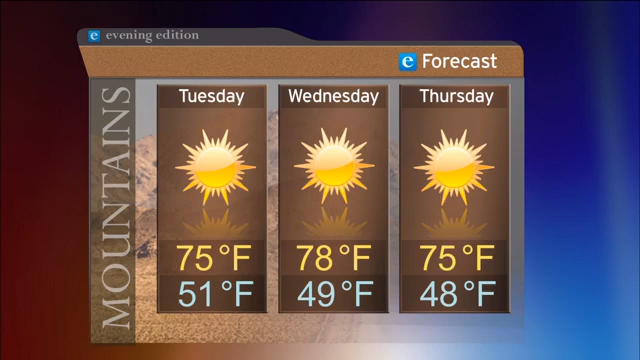 e evening edition
e Forecast
MOUNTAINS
Tuesday
75°F
51°F
Wednesday
78°F
49°F
Thursday
75°F
48°F